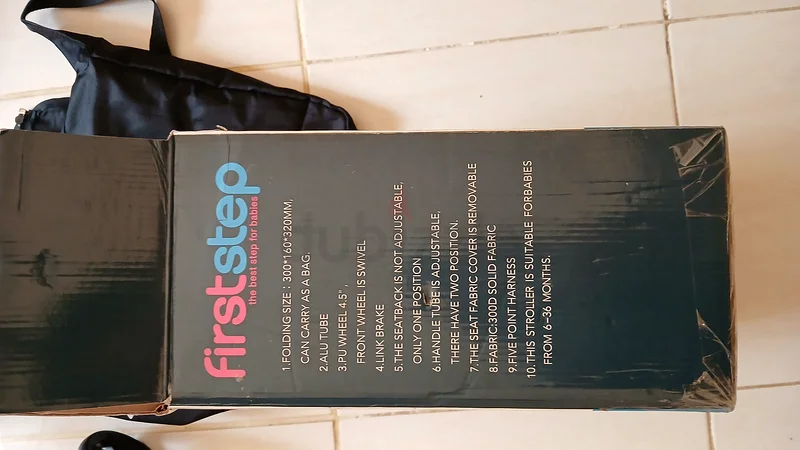 firststep
the best step for babies
1.FOLDING SIZE : 300*160*320MM,
CAN CARRY AS A BAG
2.ALU TUBE
3.PU WHEEL 4.5",
FRONT WHEEL IS SWIVEL
4.LINK BRAKE
5.THE SEATBACK IS NOT ADJUSTABLE,
ONLY ONE POSITION
6.HANDLE TUBE IS ADJUSTABLE,
THERE HAVE TWO POSITION.
7.THE SEAT FABRIC COVER IS REMOVABLE
8.FABRIC:300D SOLID FABRIC
9.FIVE POINT HARNESS
10.THIS STROLLER IS SUITABLE FORBABIES
FROM 6-36 MONTHS.